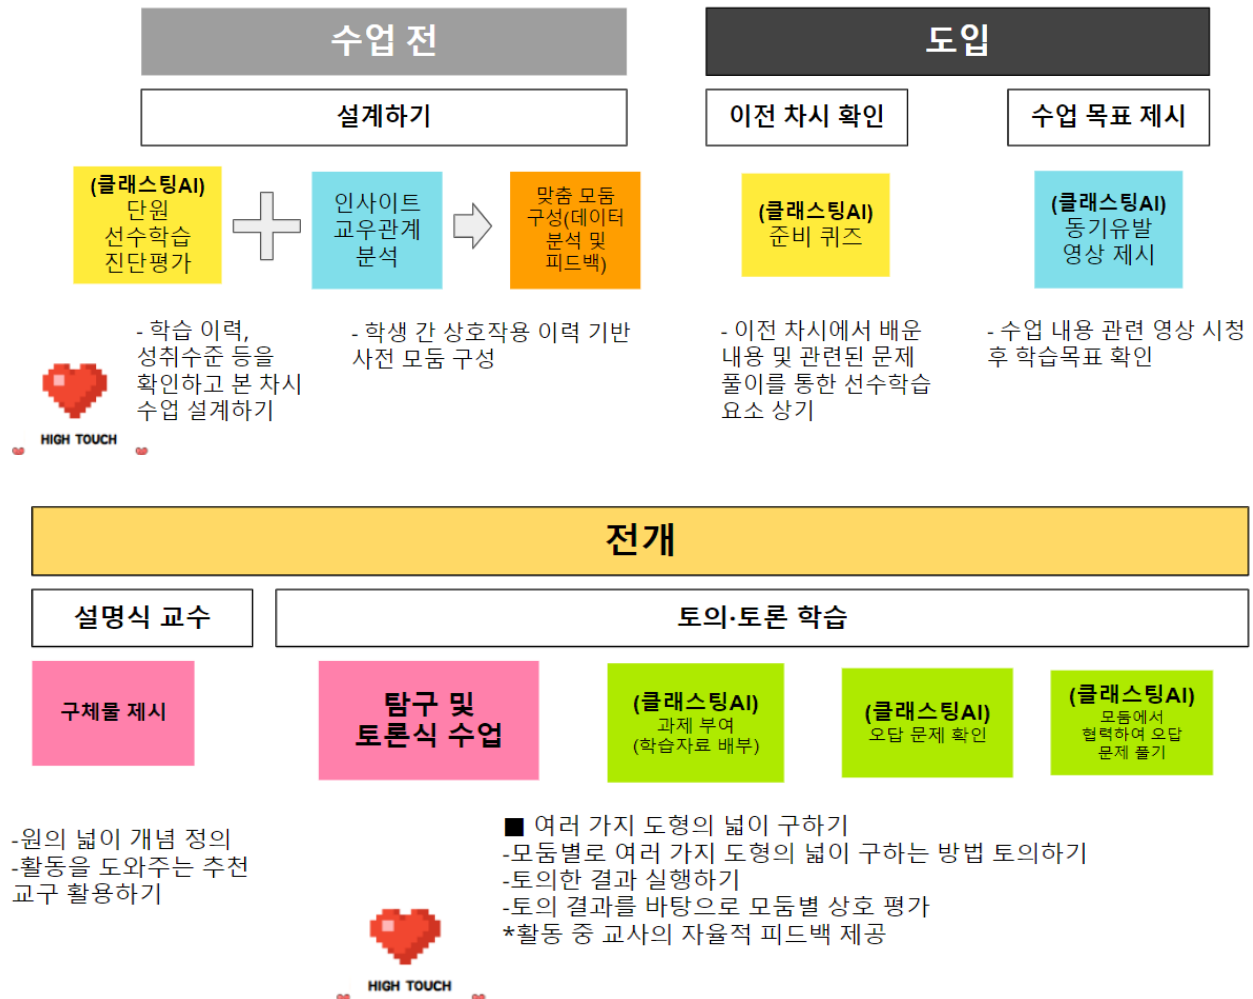 수업 전
설계하기
(클래스팅AI)
단원
선수학습
진단평가
인사이트
교우관계
분석
맞춤 모둠
구성(데이터
분석 및
피드백)
- 학습 이력,
성취수준 등을
확인하고 본 차시
수업 설계하기
- 학생 간 상호작용 이력 기반
사전 모둠 구성
HIGH TOUCH
도입
이전 차시 확인
수업 목표 제시
(클래스팅AI)
준비 퀴즈
(클래스팅AI)
동기유발
영상 제시
- 이전 차시에서 배운
내용 및 관련된 문제
풀이를 통한 선수학습
요소 상기
- 수업 내용 관련 영상 시청
후 학습목표 확인
전개
설명식 교수
토의·토론 학습
구체물 제시
탐구 및
토론식 수업
(클래스팅AI)
과제 부여
(학습자료 배부)
(클래스팅AI)
오답 문제 확인
(클래스팅AI)
모둠에서
협력하여 오답
문제 풀기
-원의 넓이 개념 정의
-활동을 도와주는 추천
교구 활용하기
■ 여러 가지 도형의 넓이 구하기
-모둠별로 여러 가지 도형의 넓이 구하는 방법 토의하기
-토의한 결과 실행하기
-토의 결과를 바탕으로 모둠별 상호 평가
*활동 중 교사의 자율적 피드백 제공
HIGH TOUCH